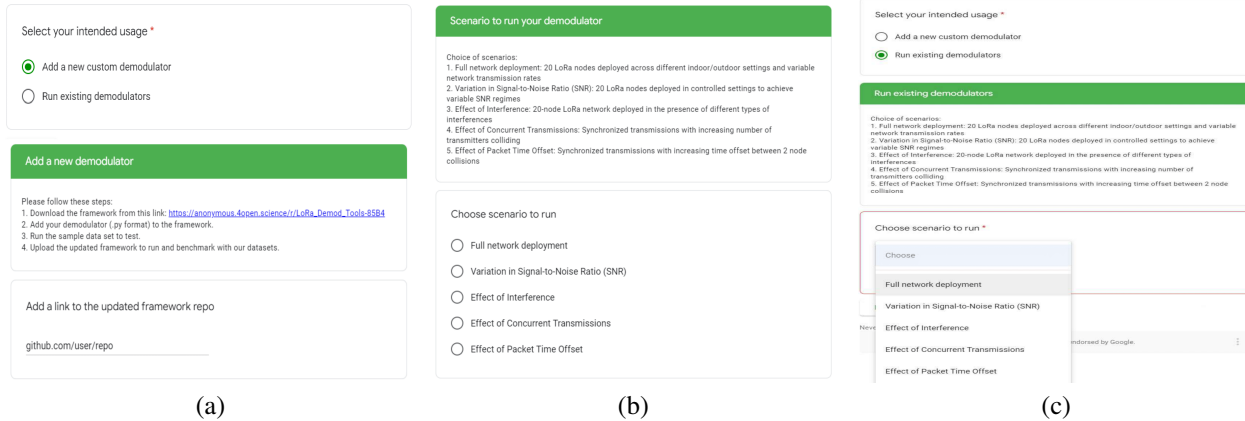 Select your intended usage *
Add a new custom demodulator
Run existing demodulators
Add a new demodulator
Please follow these steps:
1. Download the framework from this link: https://anonymous.4open.science/r/LoRa_Demod_Tools-85B4
2. Add your demodulator (.py format) to the framework.
3. Run the sample data set to test.
4. Upload the updated framework to run and benchmark with our datasets.
Add a link to the updated framework repo
github.com/user/repo
(a)
Scenario to run your demodulator
Choice of scenarios:
1. Full network deployment: 20 LoRa nodes deployed across different indoor/outdoor settings and variable
network transmission rates
2. Variation in Signal-to-Noise Ratio (SNR): 20 LoRa nodes deployed in controlled settings to achieve
variable SNR regimes
3. Effect of Interference: 20-node LoRa network deployed in the presence of different types of
interferences
4. Effect of Concurrent Transmissions: Synchronized transmissions with increasing number of
transmitters colliding
5. Effect of Packet Time Offset: Synchronized transmissions with increasing time offset between 2 node
collisions
Choose scenario to run
Full network deployment
Variation in Signal-to-Noise Ratio (SNR)
Effect of Interference
Effect of Concurrent Transmissions
Effect of Packet Time Offset
(b)
Select your intended usage *
Add a new custom demodulator
Run existing demodulators
Run existing demodulators
Choice of scenarios:
1. Full network deployment: 20 LoRa nodes deployed across different indoor/outdoor settings and variable
network transmission rates
2. Variation in Signal-to-Noise Ratio (SNR): 20 LoRa nodes deployed in controlled settings to achieve
variable SNR regimes
3. Effect of Interference: 20-node LoRa network deployed in the presence of different types of
interferences
4. Effect of Concurrent Transmissions: Synchronized transmissions with increasing number of
transmitters colliding
5. Effect of Packet Time Offset: Synchronized transmissions with increasing time offset between 2 node
collisions
Choose scenario to run *
Choose
Full network deployment
Variation in Signal-to-Noise Ratio (SNR)
Effect of Interference
Neve
endorsed by Google.
Effect of Concurrent Transmissions
Effect of Packet Time Offset
(c)